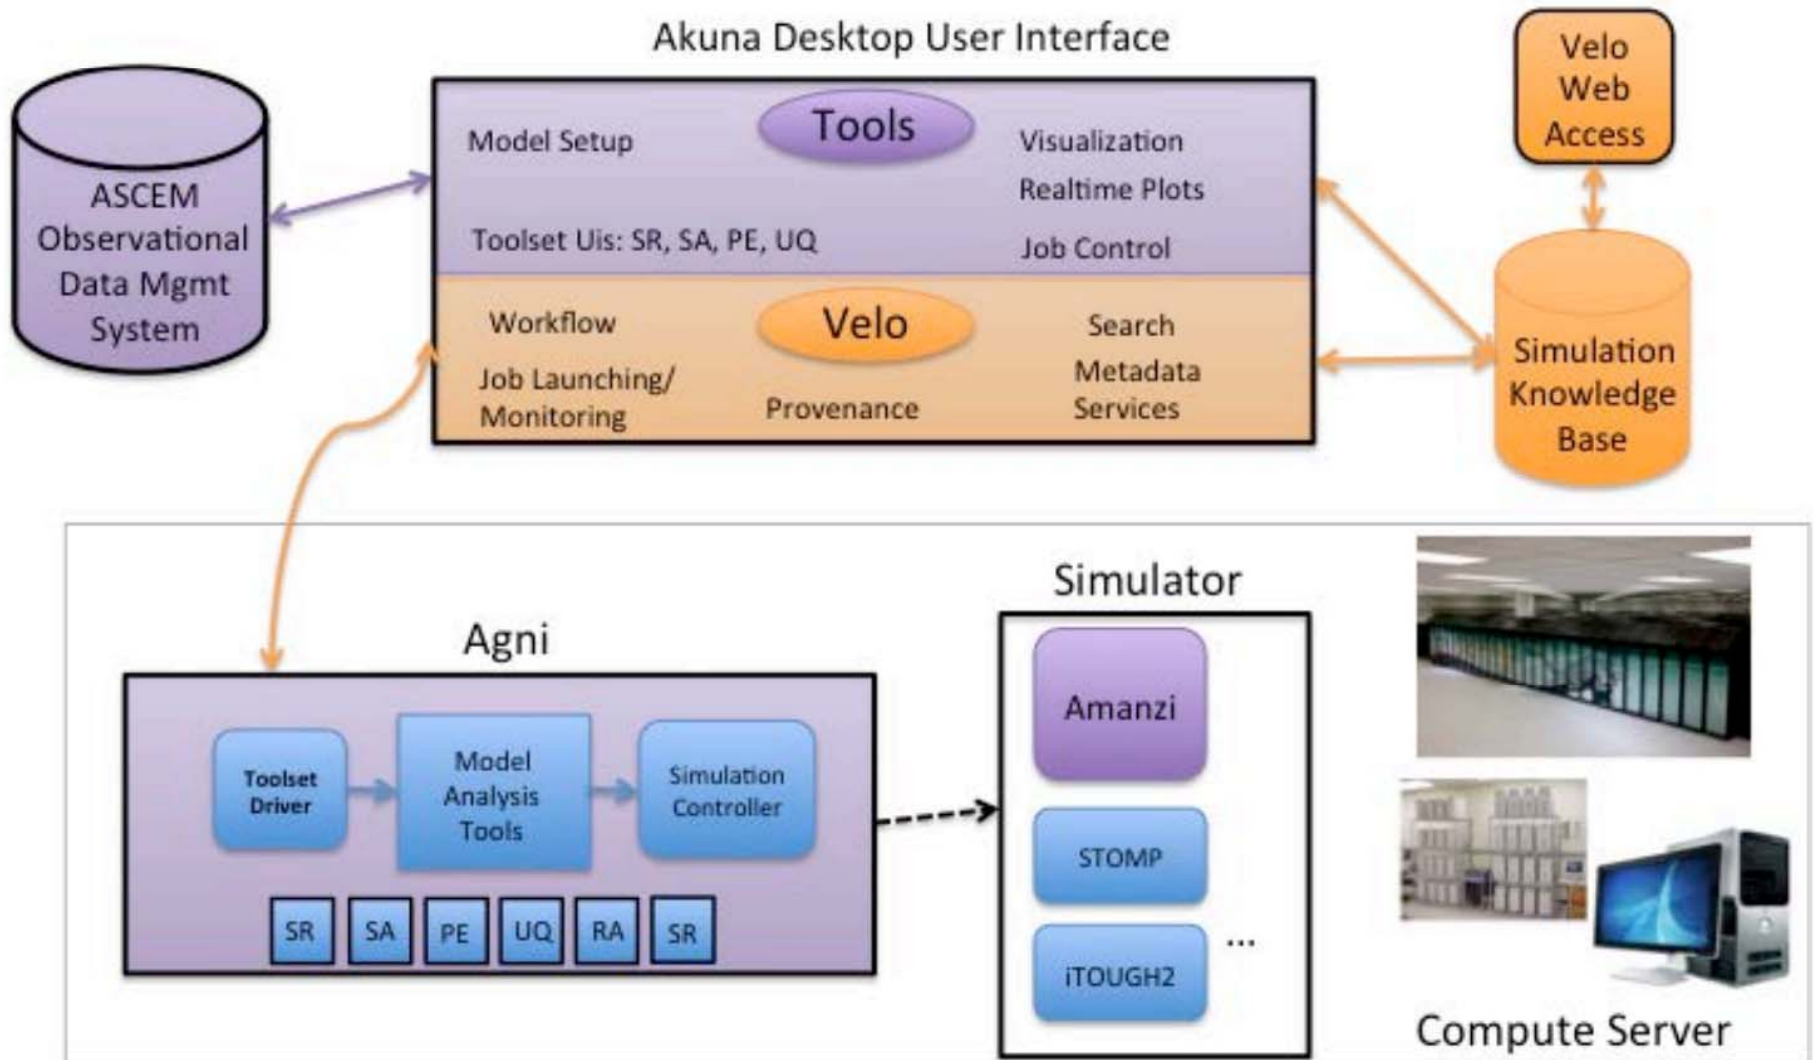 Akuna Desktop User Interface
Velo
Web
Access
ASCEM
Observational
Data Mgmt
System
Tools
Model Setup
Visualization
Realtime Plots
Toolset Uis: SR, SA, PE, UQ
Job Control
Velo
Workflow
Search
Job Launching/
Monitoring
Provenance
Metadata
Services
Simulation
Knowledge
Base
Agni
Toolset
Driver
Model
Analysis
Tools
Simulation
Controller
SR SA PE UQ RA SR
Simulator
Amanzi
STOMP
iTOUGH2
...
Compute Server